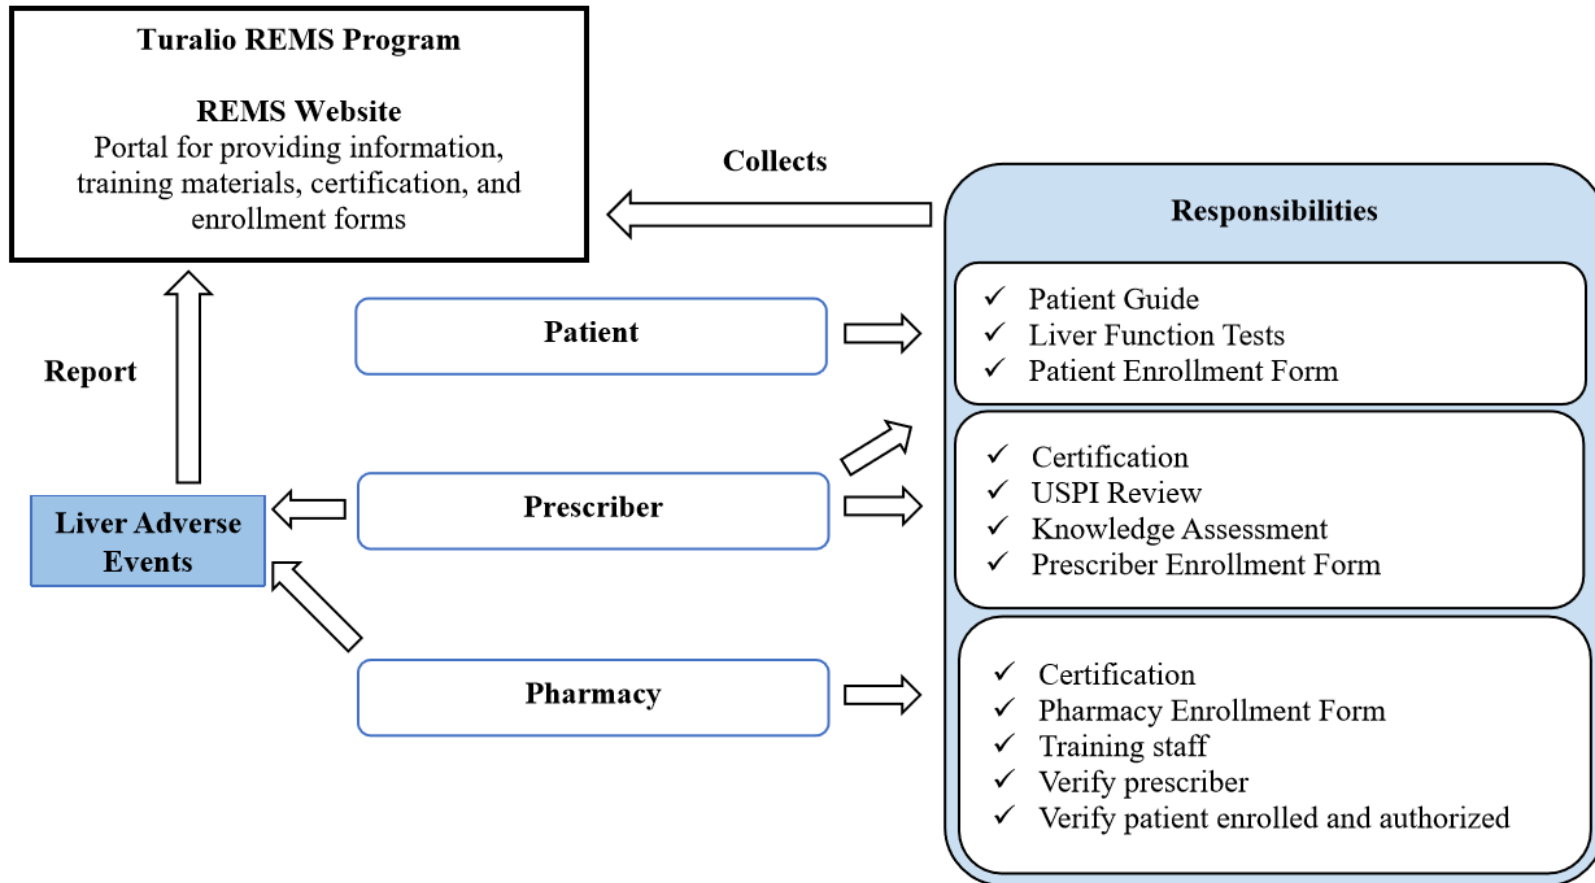 Turalio REMS Program
REMS Website
Portal for providing information,
training materials, certification, and
enrollment forms
Collects
Responsibilities
Patient
✓ Patient Guide
✓ Liver Function Tests
✓ Patient Enrollment Form
Report
Prescriber
✓ Certification
✓ USPI Review
✓ Knowledge Assessment
✓ Prescriber Enrollment Form
Liver Adverse
Events
Pharmacy
✓ Certification
✓ Pharmacy Enrollment Form
✓ Training staff
✓ Verify prescriber
✓ Verify patient enrolled and authorized